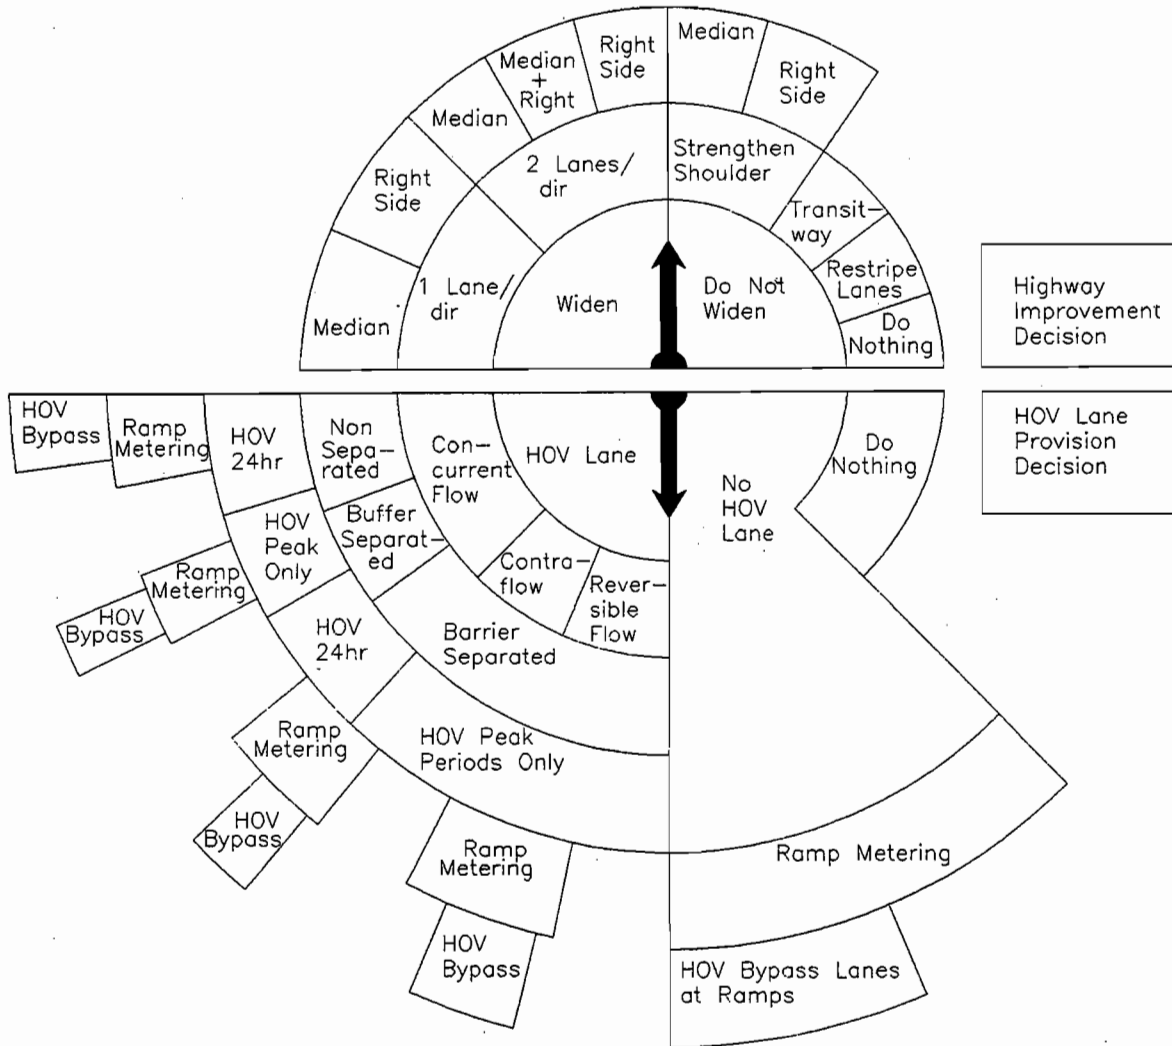 Median
Right
Side
Median
+
Right
Right
Side
Median
Median
Right
Side
2 Lanes/
dir
Strengthen
Shoulder
Transit-
way
Restripe
Lanes
Do
Nothing
1 Lane/
dir
Median
Widen
Do Not
Widen
Highway
Improvement
Decision
HOV
Bypass
Ramp
Metering
HOV
24hr
Non
Sepa-
rated
Con-
current
Flow
HOV Lane
No
HOV
Lane
Do
Nothing
HOV Lane
Provision
Decision
HOV
Bypass
Ramp
Metering
HOV
Peak
Only
Buffer
Separat-
ed
Contra-
flow
Rever-
sible
Flow
HOV
24hr
Barrier
Separated
Ramp
Metering
HOV
Bypass
HOV Peak
Periods Only
Ramp
Metering
HOV
Bypass
Ramp Metering
HOV Bypass Lanes
at Ramps